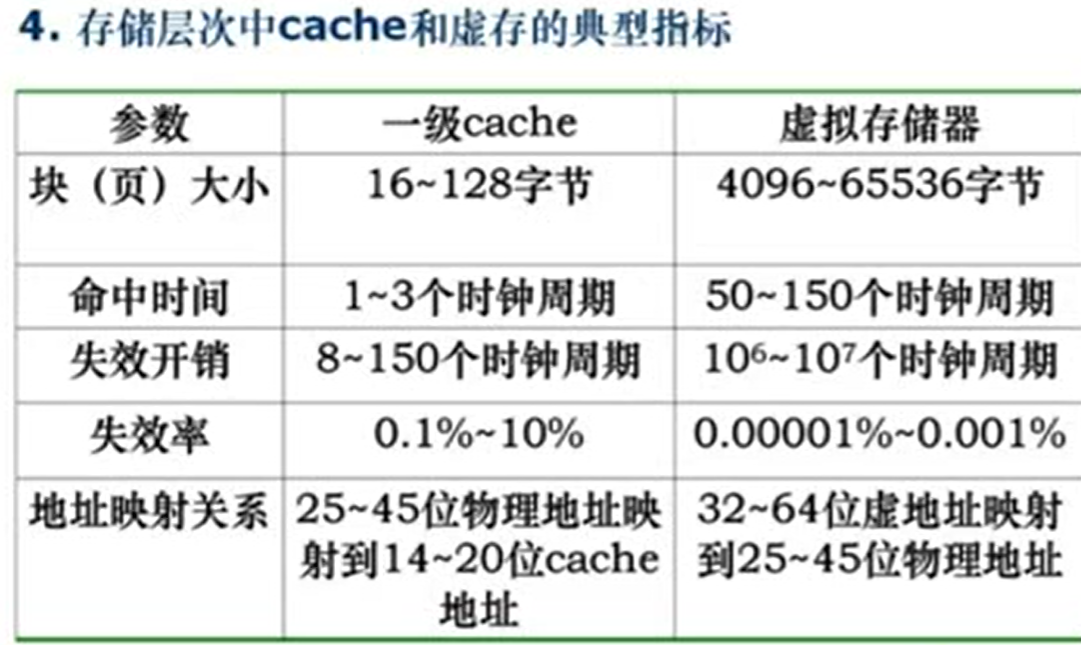 4. 存储层次中cache和虚存的典型指标
参数 一级cache 虚拟存储器
块（页）大小 16~128字节 4096~65536字节
命中时间 1~3个时钟周期 50~150个时钟周期
失效开销 8~150个时钟周期 10⁶~10⁷个时钟周期
失效率 0.1%~10% 0.00001%~0.001%
地址映射关系 25~45位物理地址映 32~64位虚地址映射
射到14~20位cache 到25~45位物理地址
地址